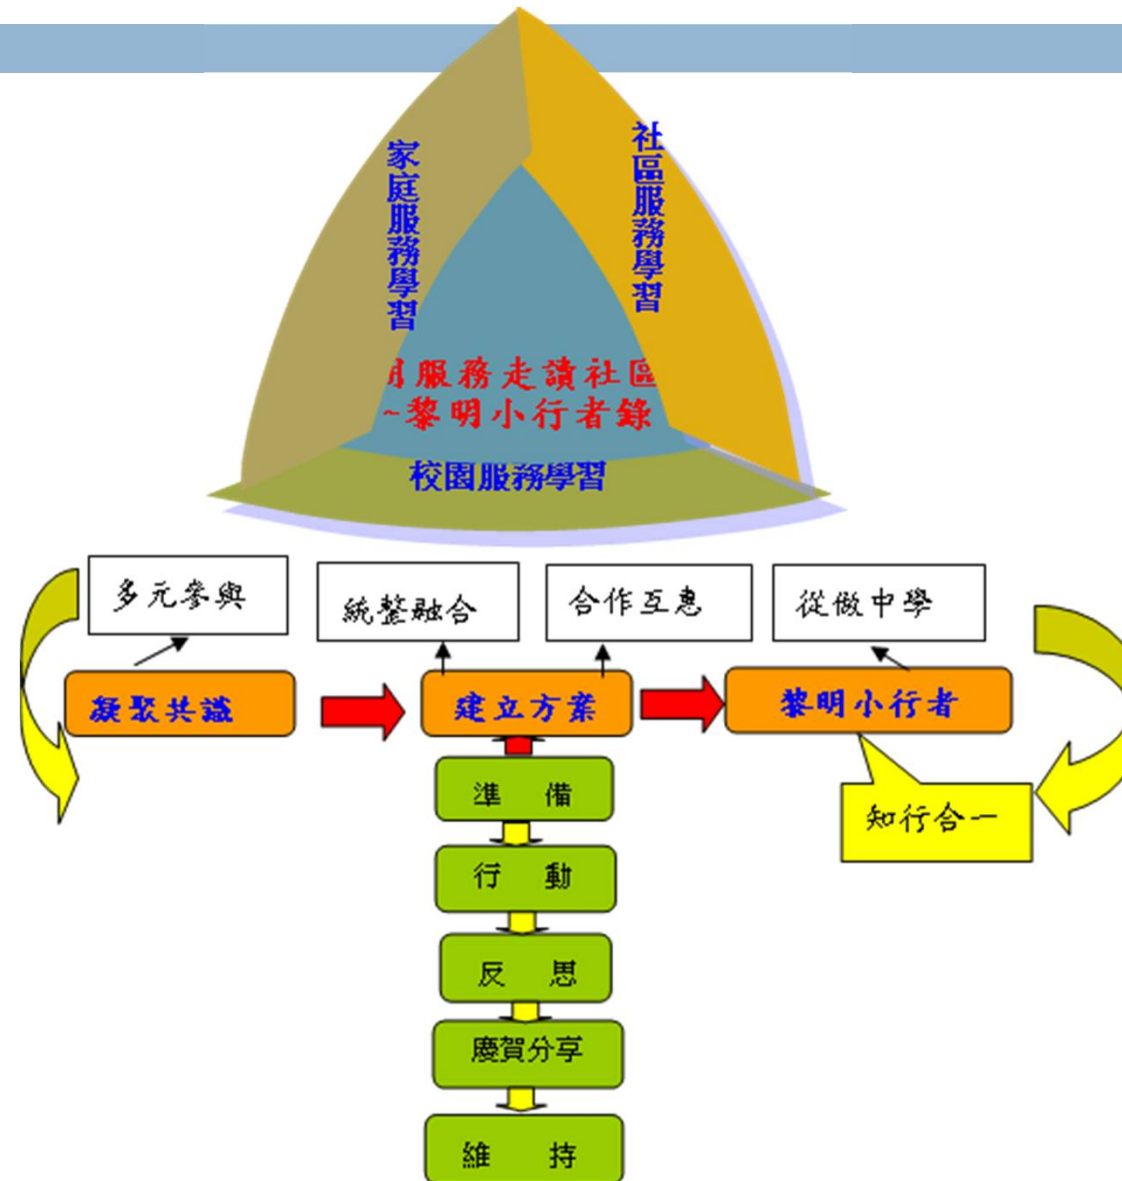 家庭服務學習
社區服務學習
服務走讀社區
~黎明小行者錄
校園服務學習
多元參與
統整融合
合作互惠
從做中學
凝聚共識
建立方案
黎明小行者
知行合一
準 備
行 動
反 思
慶賀分享
維 持